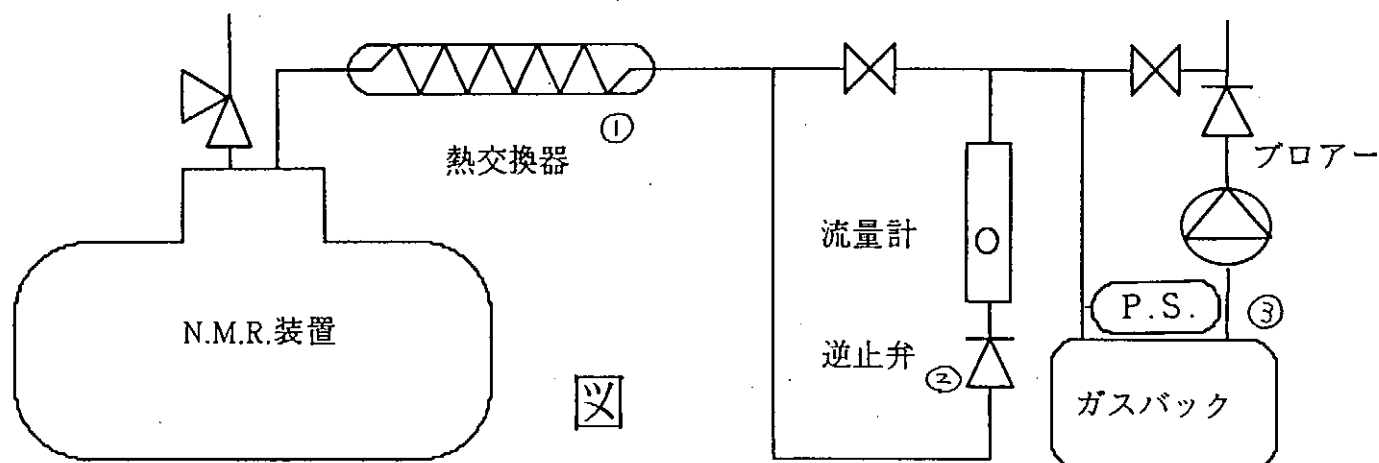 ①
熱交換器
ブロアー
流量計
P.S.
③
N.M.R.装置
逆止弁
②
図
ガスバック